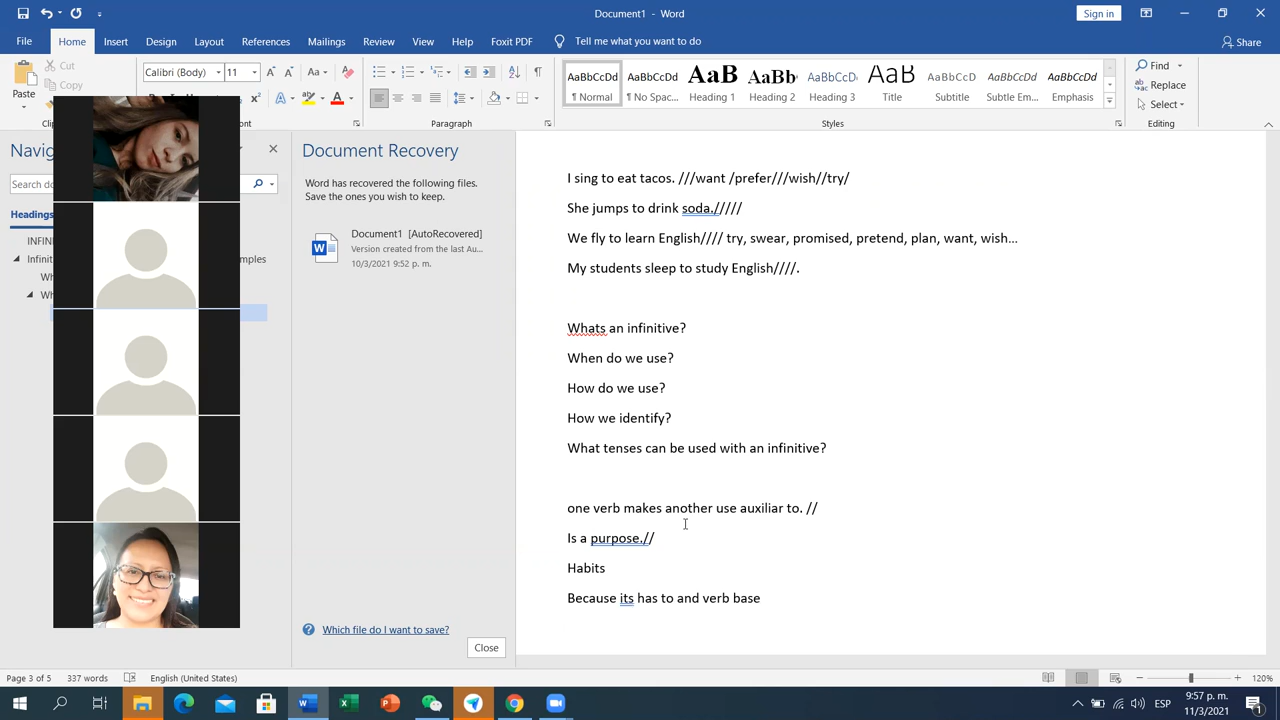 Document1 - Word
Sign in
File Home Insert Design Layout References Mailings Review View Help Foxit PDF Tell me what you want to do Share
Cut
Copy
Paste
Calibri (Body) 11
Paragraph
AaBbCcDd AaBbCcDd AaB AaBb( AaBbCcD AaB AaBbCcD AaBbCcDd AaBbCcDd
¶ Normal ¶ No Spac... Heading 1 Heading 2 Heading 3 Title Subtitle Subtle Em... Emphasis
Styles
Find
Replace
Select
Editing
Document Recovery
Word has recovered the following files.
Save the ones you wish to keep.
Document1 [AutoRecovered]
Version created from the last Au...
10/3/2021 9:52 p. m.
Which file do I want to save?
Close
Headings
I sing to eat tacos. ///want /prefer///wish//try/
She jumps to drink soda./////
We fly to learn English//// try, swear, promised, pretend, plan, want, wish...
My students sleep to study English////.
Whats an infinitive?
When do we use?
How do we use?
How we identify?
What tenses can be used with an infinitive?
one verb makes another use auxiliar to. //
Is a purpose.//
Habits
Because its has to and verb base
Page 3 of 5 337 words English (United States) 120%
ESP
9:57 p. m.
11/3/2021